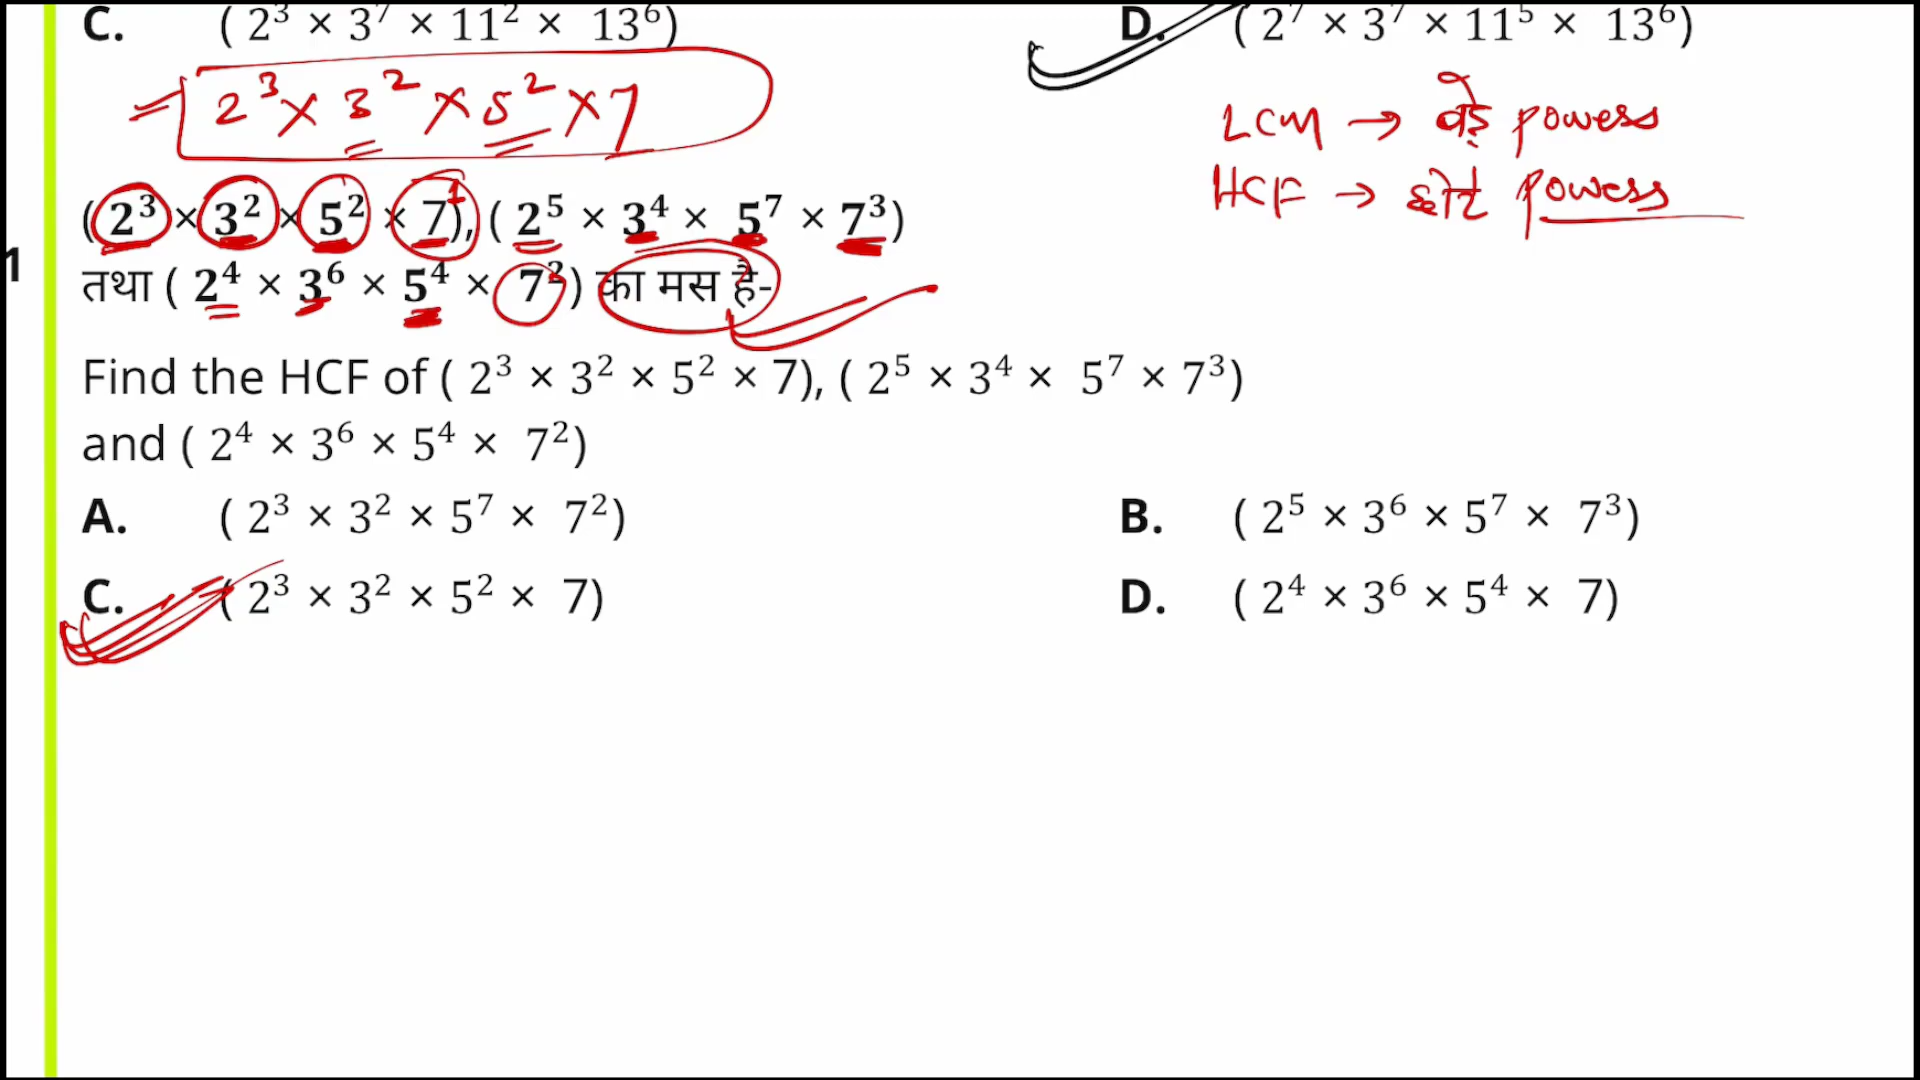 C. ( 2³ × 3⁷ × 11² × 13⁶) D. ( 2⁷ × 3⁷ × 11⁵ × 13⁶)
= 2³ × 3² × 5² × 7
LCM → बड़े powers
HCF → छोटे powers
1
( 2³ × 3² × 5² × 7¹), ( 2⁵ × 3⁴ × 5⁷ × 7³)
तथा ( 2⁴ × 3⁶ × 5⁴ × 7²) का मस है-
Find the HCF of ( 2³ × 3² × 5² × 7), ( 2⁵ × 3⁴ × 5⁷ × 7³)
and ( 2⁴ × 3⁶ × 5⁴ × 7²)
A. ( 2³ × 3² × 5⁷ × 7²) B. ( 2⁵ × 3⁶ × 5⁷ × 7³)
C. ( 2³ × 3² × 5² × 7) D. ( 2⁴ × 3⁶ × 5⁴ × 7)